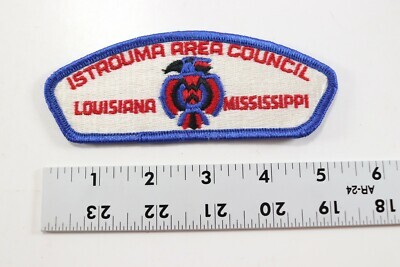 ISTROUMA AREA COUNCIL
LOUISIANA MISSISSIPPI
1 2 3 4 5 6
AR-24
23 22 21 20 19 18